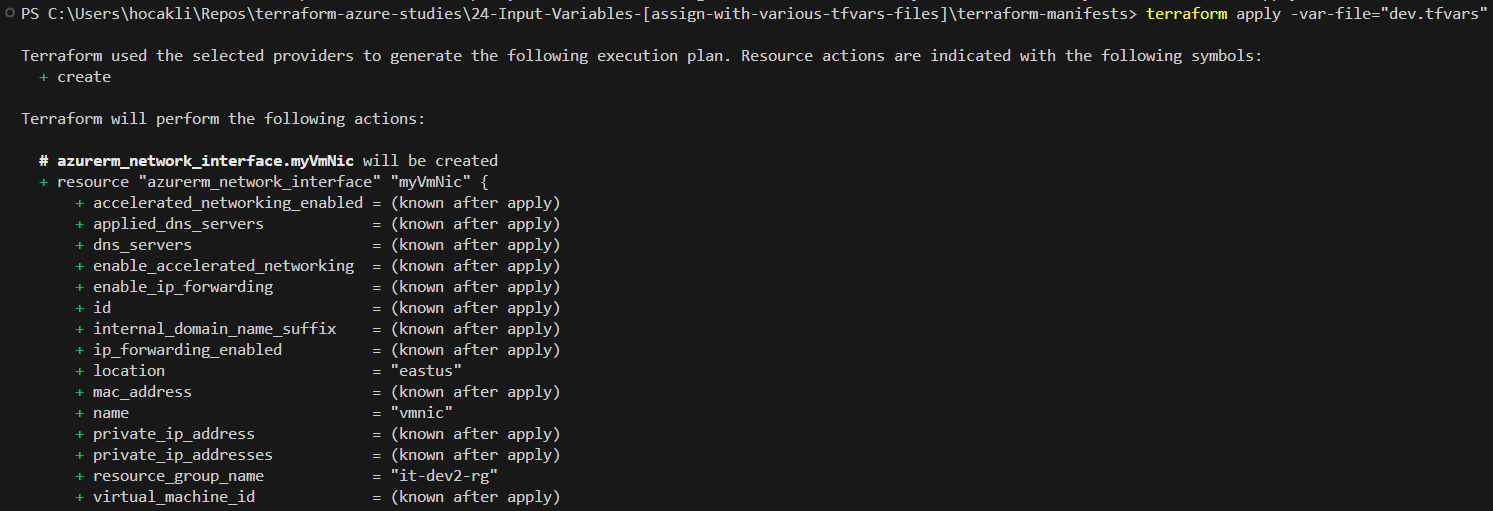 PS C:\Users\hocakli\Repos\terraform-azure-studies\24-Input-Variables-[assign-with-various-tfvars-files]\terraform-manifests> terraform apply -var-file="dev.tfvars"
Terraform used the selected providers to generate the following execution plan. Resource actions are indicated with the following symbols:
+ create
Terraform will perform the following actions:
# azurerm_network_interface.myVmNic will be created
+ resource "azurerm_network_interface" "myVmNic" {
+ accelerated_networking_enabled = (known after apply)
+ applied_dns_servers = (known after apply)
+ dns_servers = (known after apply)
+ enable_accelerated_networking = (known after apply)
+ enable_ip_forwarding = (known after apply)
+ id = (known after apply)
+ internal_domain_name_suffix = (known after apply)
+ ip_forwarding_enabled = (known after apply)
+ location = "eastus"
+ mac_address = (known after apply)
+ name = "vmnic"
+ private_ip_address = (known after apply)
+ private_ip_addresses = (known after apply)
+ resource_group_name = "it-dev2-rg"
+ virtual_machine_id = (known after apply)